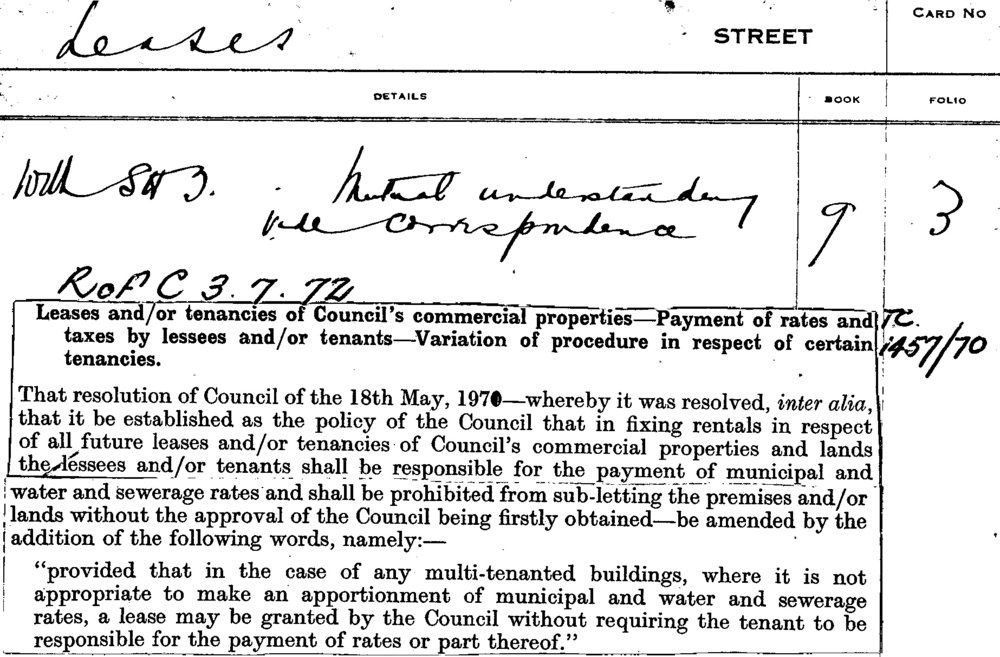 CARD NO
Leases STREET
DETAILS BOOK FOLIO
Mutual understanding 9 3
vide correspondence
R of C 3.7.72
Leases and/or tenancies of Council's commercial properties—Payment of rates and TC.
taxes by lessees and/or tenants—Variation of procedure in respect of certain 1457/70
tenancies.
That resolution of Council of the 18th May, 1970—whereby it was resolved, inter alia,
that it be established as the policy of the Council that in fixing rentals in respect
of all future leases and/or tenancies of Council's commercial properties and lands
the lessees and/or tenants shall be responsible for the payment of municipal and
water and sewerage rates and shall be prohibited from sub-letting the premises and/or
lands without the approval of the Council being firstly obtained—be amended by the
addition of the following words, namely:—
"provided that in the case of any multi-tenanted buildings, where it is not
appropriate to make an apportionment of municipal and water and sewerage
rates, a lease may be granted by the Council without requiring the tenant to be
responsible for the payment of rates or part thereof."